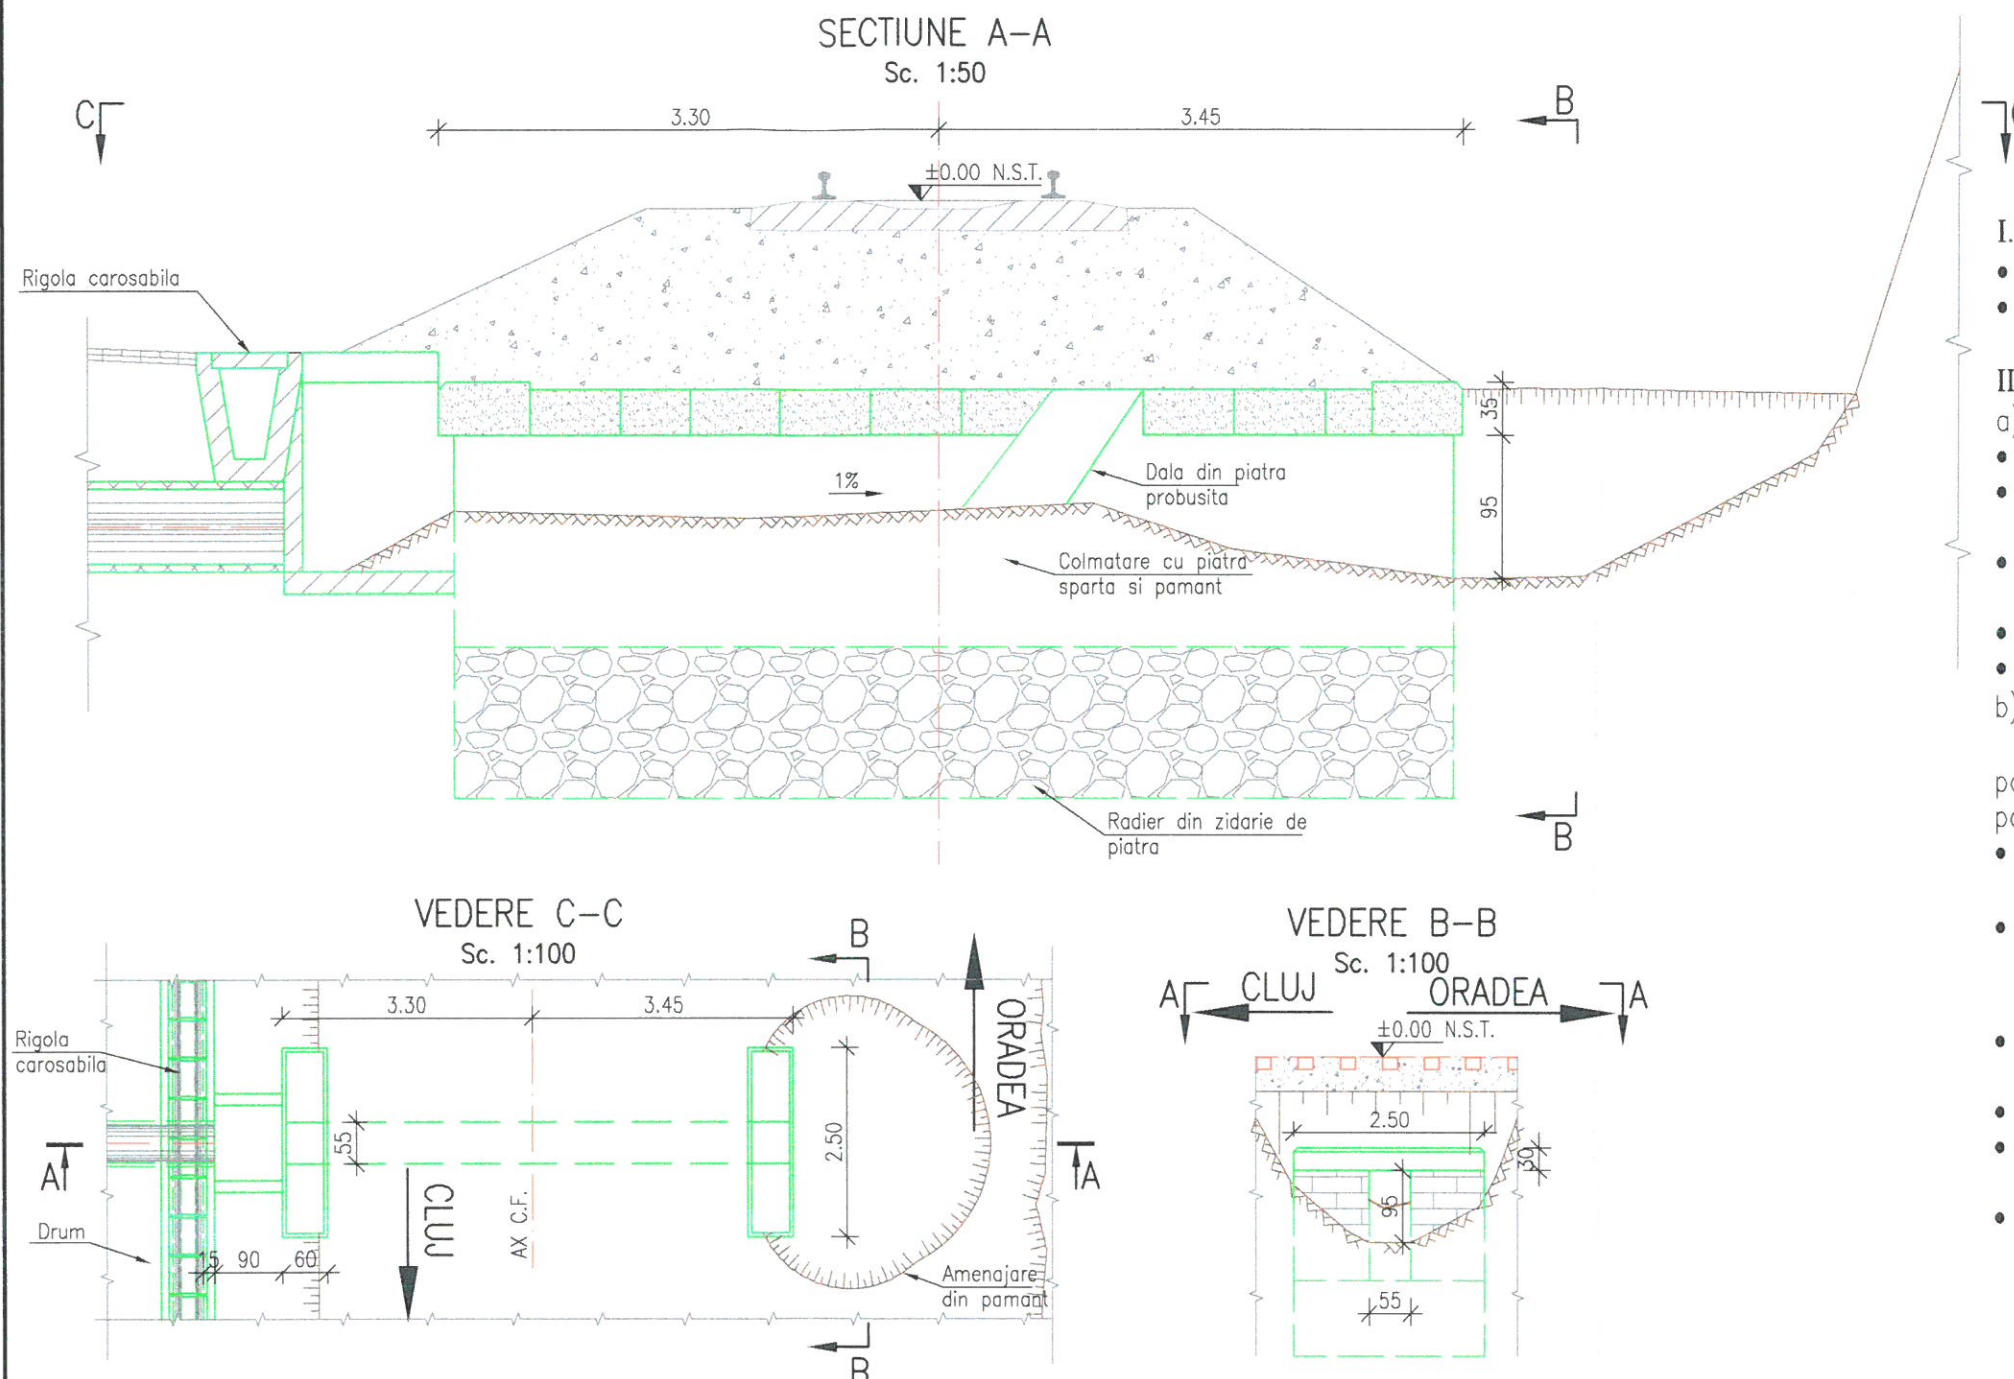 SECTIUNE A-A
Sc. 1:50
C
3.30
3.45
B
±0.00 N.S.T.
I.
Rigola carosabila
II
35
a)
Dala din piatra
probusita
1%
95
Colmatare cu piatra
sparta si pamant
b)
Radier din zidarie de
piatra
B
VEDERE C-C
Sc. 1:100
B
3.30
3.45
ORADEA
Rigola
carosabila
55
2.50
A
A
CLUJ
AX C.F.
Drum
15
90
60
Amenajare
din pamant
B
VEDERE B-B
Sc. 1:100
A
CLUJ
ORADEA
A
±0.00 N.S.T.
2.50
30
95
55